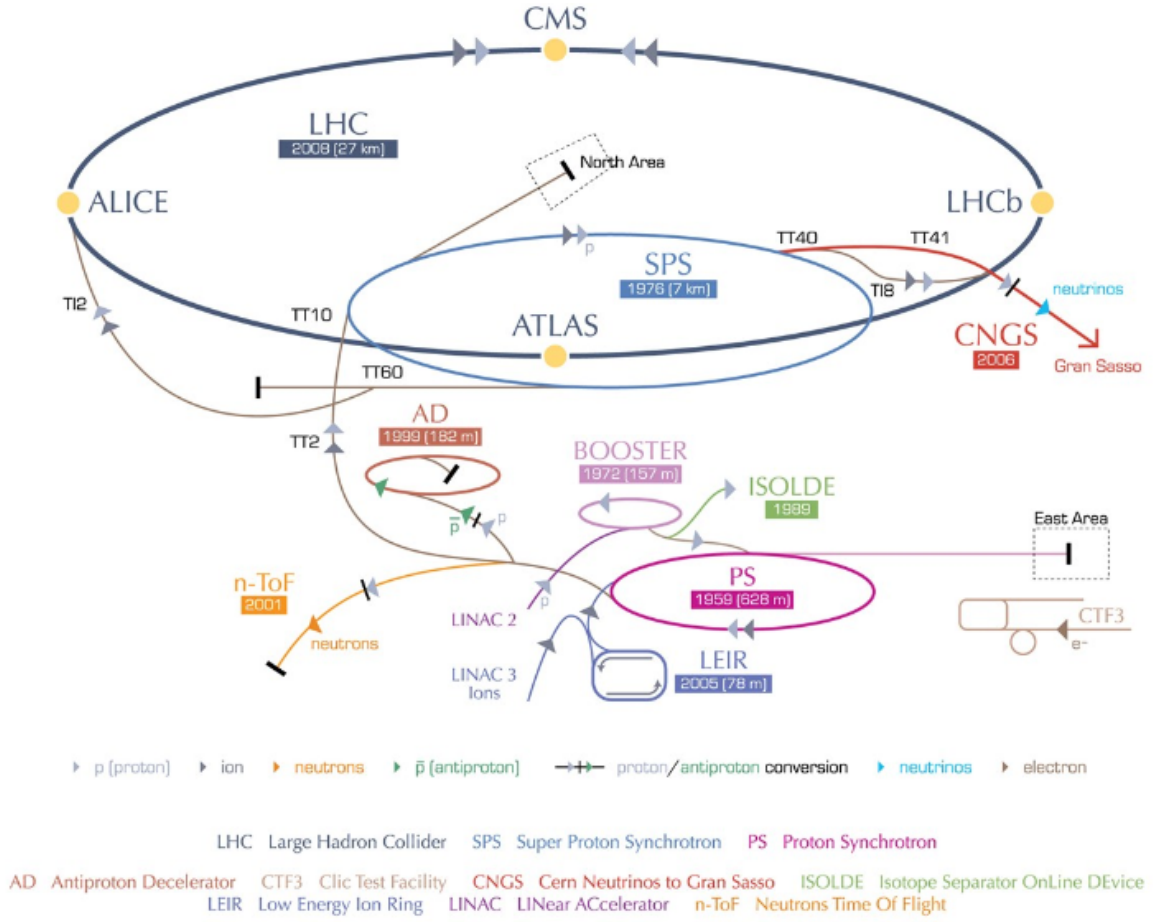 CMS
LHC
2008 (27 km)
North Area
ALICE
LHCb
TT40
TT41
p
SPS
1976 (7 km)
TI8
neutrinos
TI2
TT10
ATLAS
CNGS
2006
Gran Sasso
TT60
AD
1999 (182 m)
TT2
BOOSTER
1972 (157 m)
ISOLDE
1989
p̅
p
East Area
n-ToF
2001
PS
1959 (628 m)
p
LINAC 2
neutrons
CTF3
e-
LEIR
2005 (78 m)
LINAC 3
Ions
p (proton) ion neutrons p̅ (antiproton) proton/antiproton conversion neutrinos electron
LHC Large Hadron Collider SPS Super Proton Synchrotron PS Proton Synchrotron
AD Antiproton Decelerator CTF3 Clic Test Facility CNGS Cern Neutrinos to Gran Sasso ISOLDE Isotope Separator OnLine DEvice
LEIR Low Energy Ion Ring LINAC LINear ACcelerator n-ToF Neutrons Time Of Flight